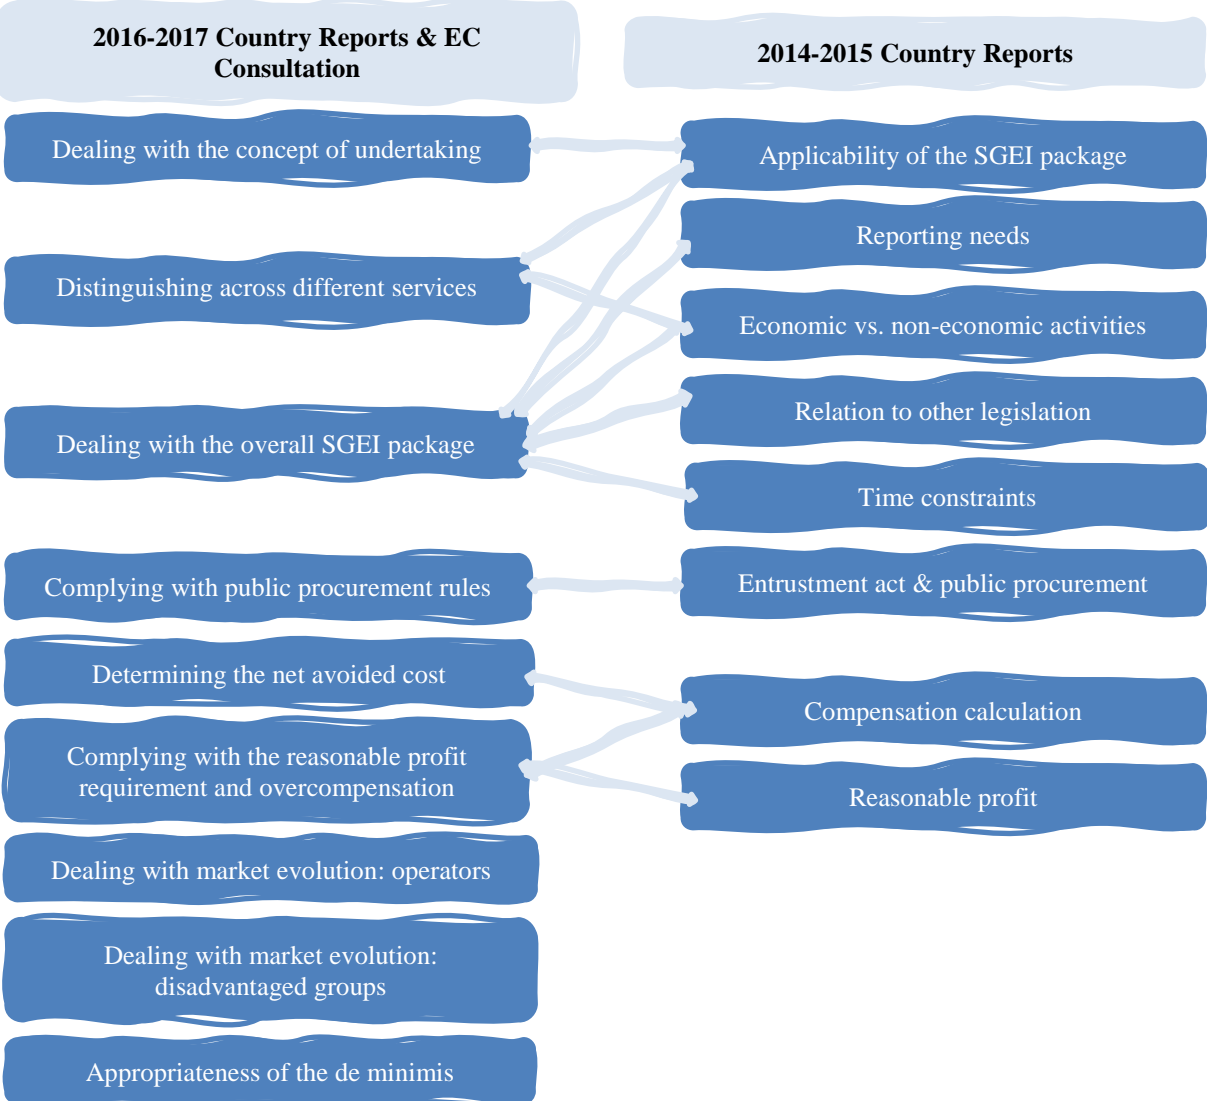 2016-2017 Country Reports & EC
Consultation
Dealing with the concept of undertaking
Distinguishing across different services
Dealing with the overall SGEI package
Complying with public procurement rules
Determining the net avoided cost
Complying with the reasonable profit
requirement and overcompensation
Dealing with market evolution: operators
Dealing with market evolution:
disadvantaged groups
Appropriateness of the de minimis
2014-2015 Country Reports
Applicability of the SGEI package
Reporting needs
Economic vs. non-economic activities
Relation to other legislation
Time constraints
Entrustment act & public procurement
Compensation calculation
Reasonable profit